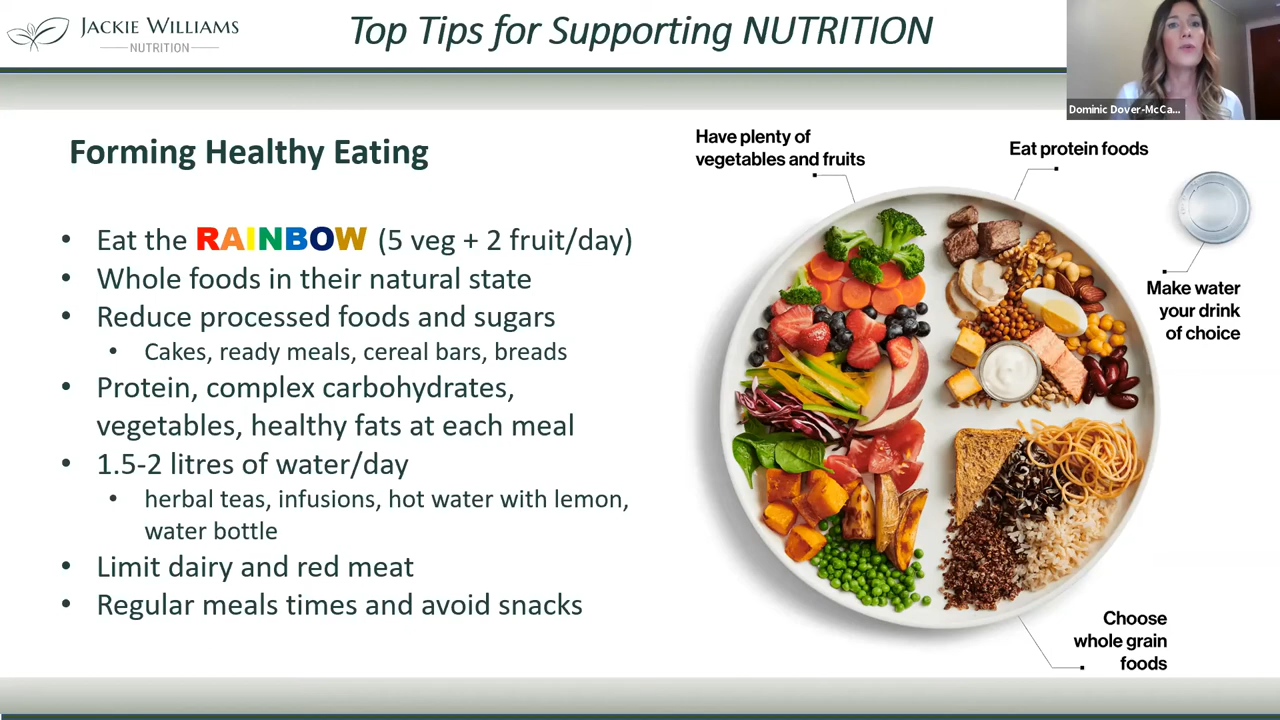 JACKIE WILLIAMS
NUTRITION
Top Tips for Supporting NUTRITION
Dominic Dover-McCa...
Forming Healthy Eating
• Eat the RAINBOW (5 veg + 2 fruit/day)
• Whole foods in their natural state
• Reduce processed foods and sugars
• Cakes, ready meals, cereal bars, breads
• Protein, complex carbohydrates,
vegetables, healthy fats at each meal
• 1.5-2 litres of water/day
• herbal teas, infusions, hot water with lemon,
water bottle
• Limit dairy and red meat
• Regular meals times and avoid snacks
Have plenty of
vegetables and fruits
Eat protein foods
Make water
your drink
of choice
Choose
whole grain
foods